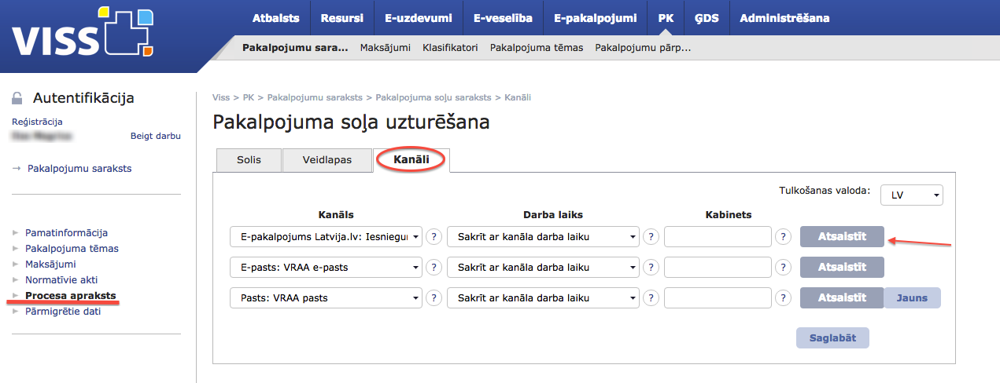 VISS
Atbalsts Resursi E-uzdevumi E-veselība E-pakalpojumi PK ĢDS Administrēšana
Pakalpojumu sara... Maksājumi Klasifikatori Pakalpojuma tēmas Pakalpojumu pārp...
Autentifikācija
Reģistrācija
Beigt darbu
→ Pakalpojumu saraksts
Pamatinformācija
Pakalpojuma tēmas
Maksājumi
Normatīvie akti
Procesa apraksts
Pārmigrētie dati
Viss > PK > Pakalpojumu saraksts > Pakalpojuma soļu saraksts > Kanāli
Pakalpojuma soļa uzturēšana
Solis Veidlapas Kanāli
Tulkošanas valoda: LV
Kanāls Darba laiks Kabinets
E-pakalpojums Latvija.lv: Iesniegur ? Sakrīt ar kanāla darba laiku ? ? Atsaistīt
E-pasts: VRAA e-pasts ? Sakrīt ar kanāla darba laiku ? ? Atsaistīt
Pasts: VRAA pasts ? Sakrīt ar kanāla darba laiku ? ? Atsaistīt Jauns
Saglabāt